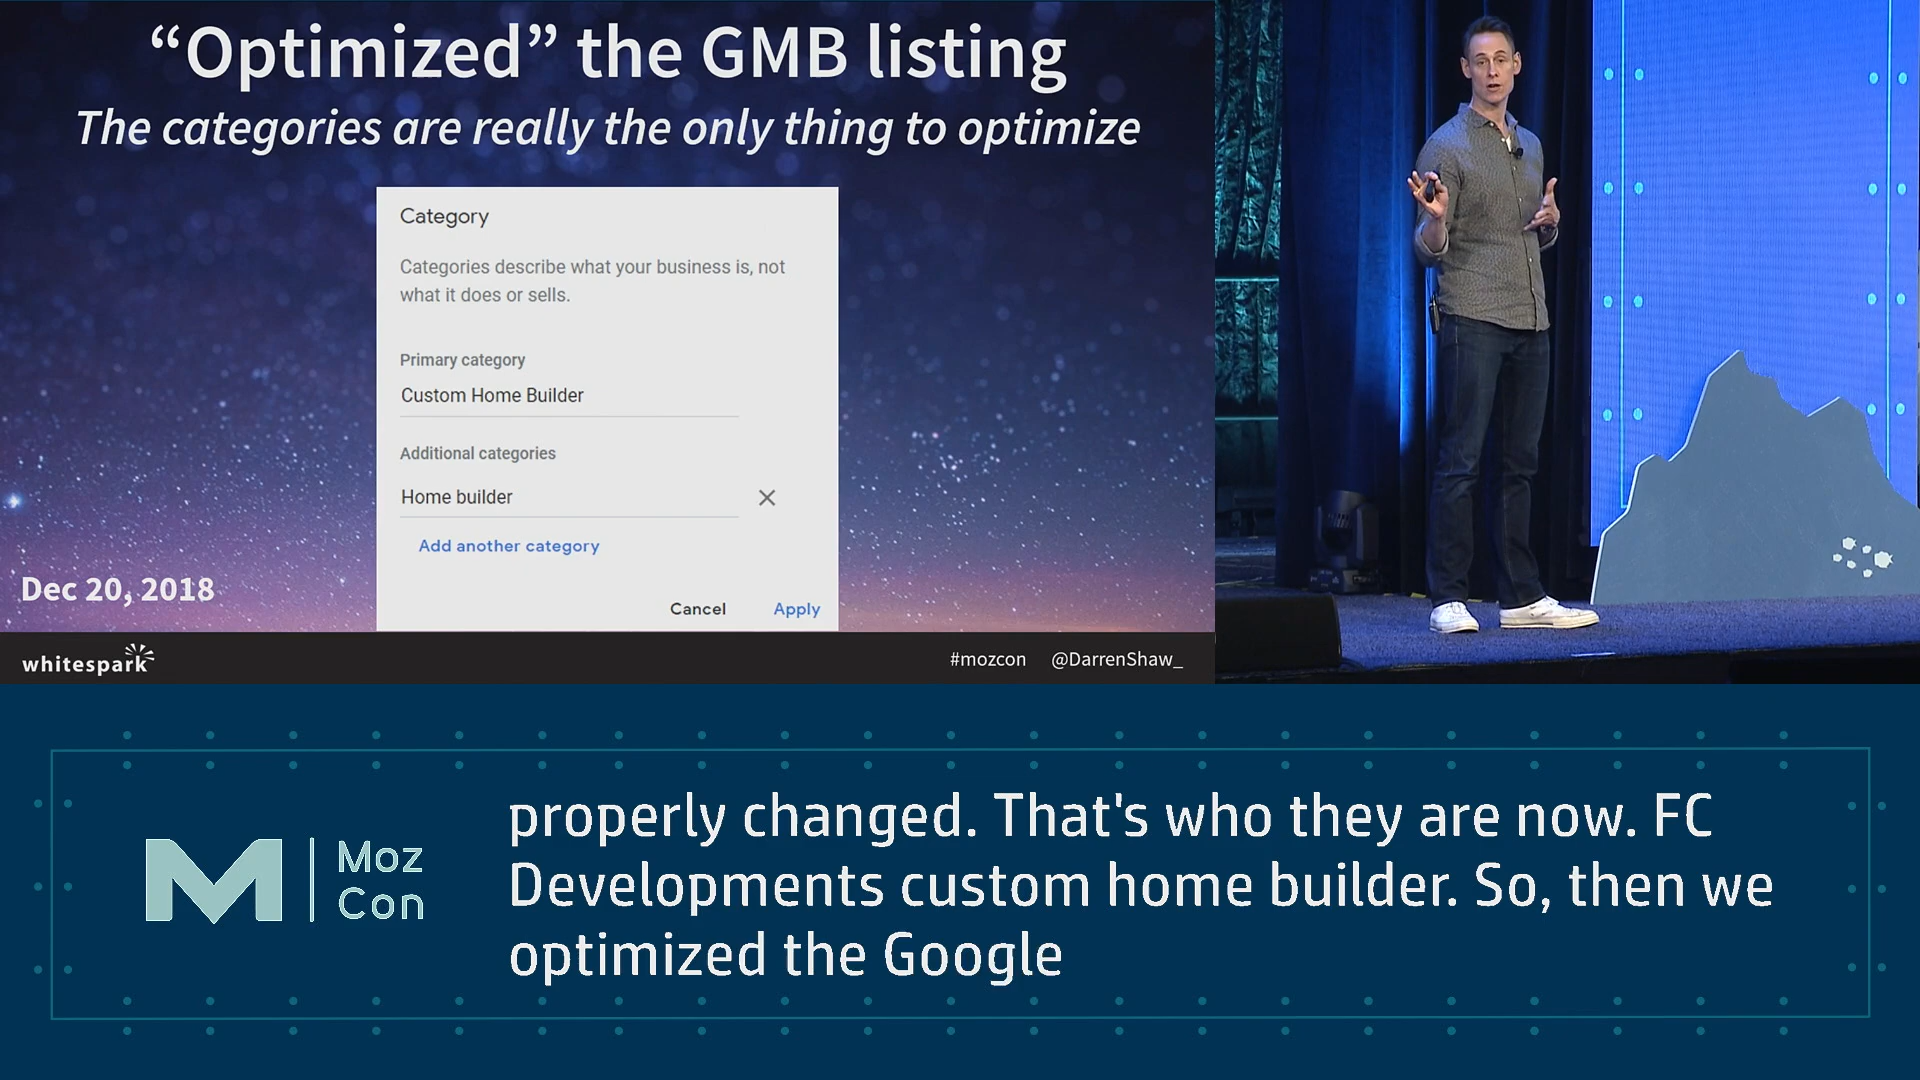 “Optimized” the GMB listing
The categories are really the only thing to optimize
Category
Categories describe what your business is, not
what it does or sells.
Primary category
Custom Home Builder
Additional categories
Home builder
Add another category
Cancel Apply
Dec 20, 2018
whitespark
#mozcon @DarrenShaw_
Moz
Con
properly changed. That's who they are now. FC
Developments custom home builder. So, then we
optimized the Google